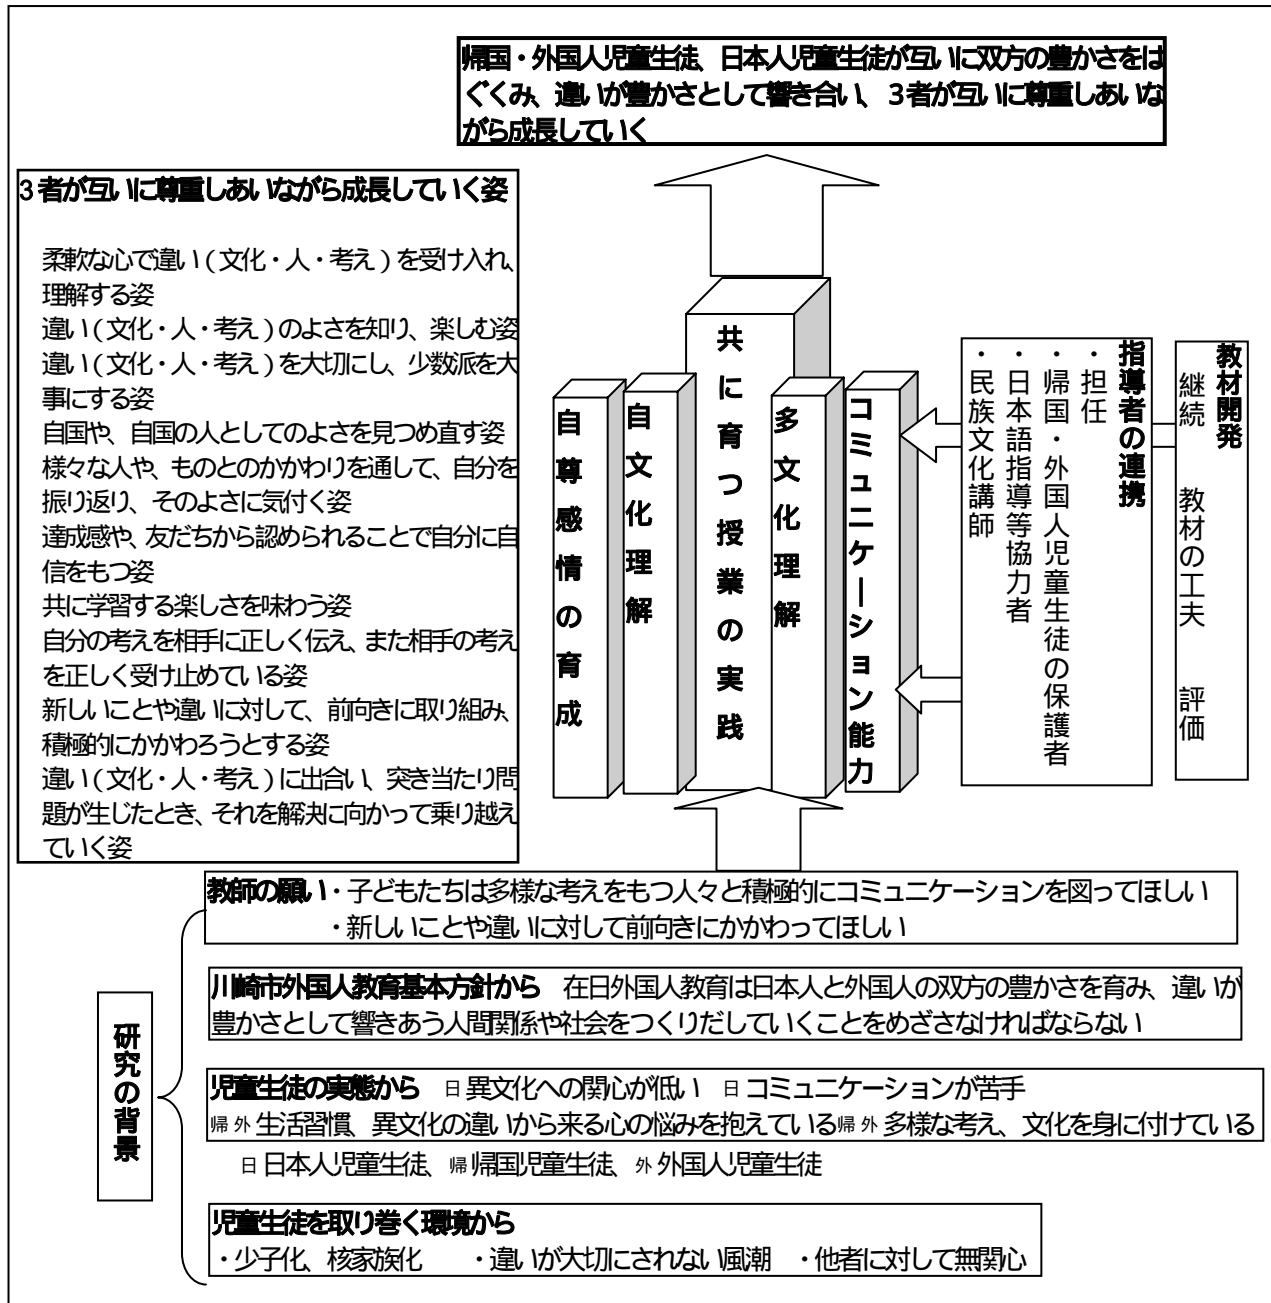 帰国・外国人児童生徒、日本人児童生徒が互いに双方の豊かさをは
ぐくみ、違いが豊かさとして響き合い、3者が互いに尊重しあいな
がら成長していく
3者が互いに尊重しあいながら成長していく姿
柔軟な心で違い（文化・人・考え）を受け入れ、
理解する姿
違い（文化・人・考え）のよさを知り、楽しむ姿
違い（文化・人・考え）を大切にし、少数派を大
事にする姿
自国や、自国の人としてのよさを見つめ直す姿
様々な人や、ものとのかかわりを通して、自分を
振り返り、そのよさに気付く姿
達成感や、友だちから認められることで自分に自
信をもつ姿
共に学習する楽しさを味わう姿
自分の考えを相手に正しく伝え、また相手の考え
を正しく受け止めている姿
新しいことや違いに対して、前向きに取り組み、
積極的にかかわろうとする姿
違い（文化・人・考え）に出合い、突き当たり問
題が生じたとき、それを解決に向かって乗り越え
ていく姿
自尊感情の育成
自文化理解
共に育つ授業の実践
多文化理解
コミュニケーション能力
指導者の連携
・担任
・帰国・外国人児童生徒の保護者
・日本語指導等協力者
・民族文化講師
教材開発
継続　教材の工夫　評価
教師の願い・子どもたちは多様な考えをもつ人々と積極的にコミュニケーションを図ってほしい
・新しいことや違いに対して前向きにかかわってほしい
川崎市外国人教育基本方針から　在日外国人教育は日本人と外国人の双方の豊かさを育み、違いが
豊かさとして響きあう人間関係や社会をつくりだしていくことをめざさなければならない
研究の背景
児童生徒の実態から　日 異文化への関心が低い　日 コミュニケーションが苦手
帰 外 生活習慣、異文化の違いから来る心の悩みを抱えている 帰 外 多様な考え、文化を身に付けている
日 日本人児童生徒、帰 帰国児童生徒、外 外国人児童生徒
児童生徒を取り巻く環境から
・少子化、核家族化　・違いが大切にされない風潮　・他者に対して無関心